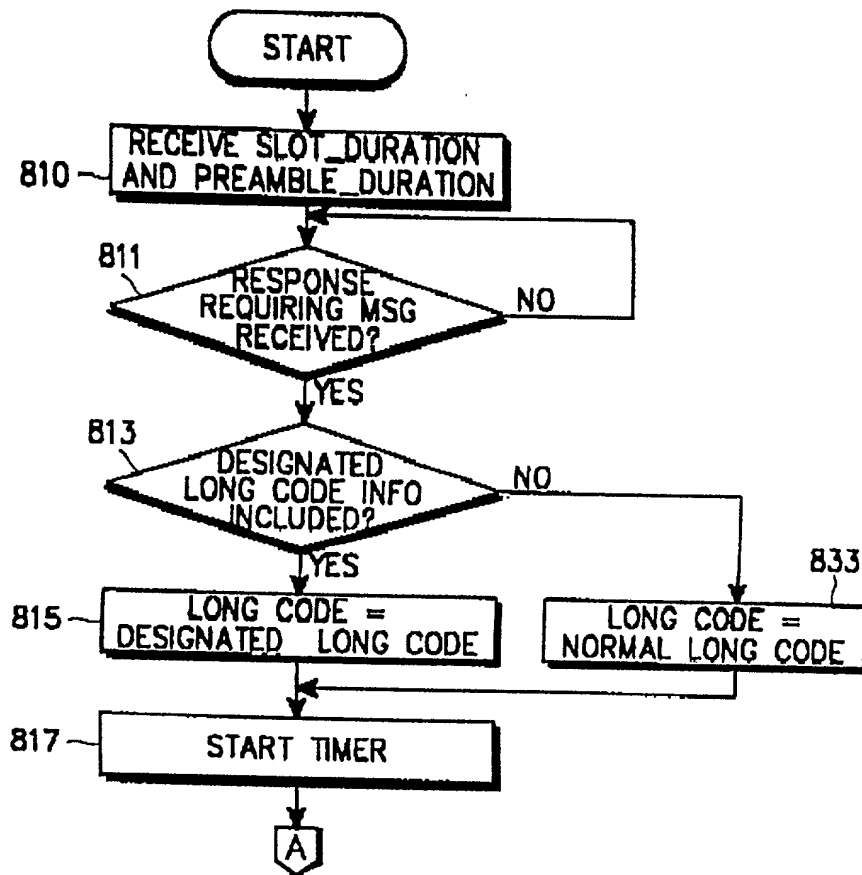 START
810
RECEIVE SLOT_DURATION
AND PREAMBLE_DURATION
811
RESPONSE
REQUIRING MSG
RECEIVED?
NO
YES
813
DESIGNATED
LONG CODE INFO
INCLUDED?
NO
YES
815
LONG CODE =
DESIGNATED LONG CODE
833
LONG CODE =
NORMAL LONG CODE
817
START TIMER
A